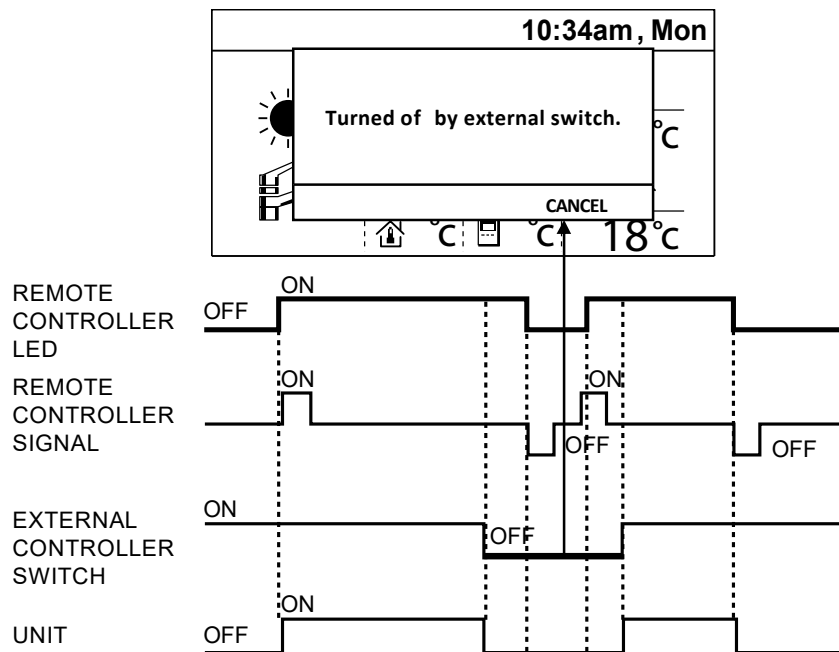 10:34am , Mon
Turned of by external switch.
°C
CANCEL
°C °C 18°C
REMOTE
CONTROLLER
LED
OFF
ON
REMOTE
CONTROLLER
SIGNAL
ON
OFF
ON
OFF
EXTERNAL
CONTROLLER
SWITCH
ON
OFF
UNIT
OFF
ON